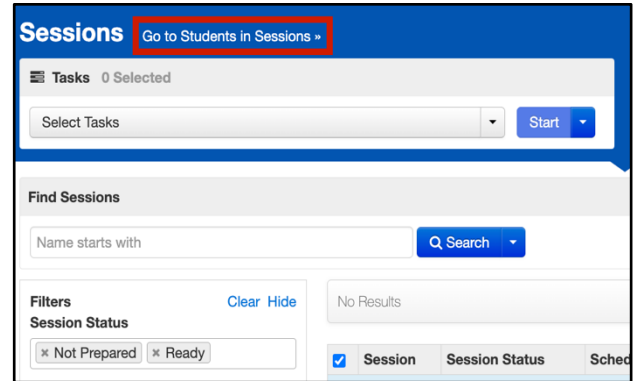 Sessions Go to Students in Sessions »
Tasks 0 Selected
Select Tasks
Start
Find Sessions
Name starts with
Search
Filters Clear Hide
Session Status
× Not Prepared × Ready
No Results
Session Session Status Sched